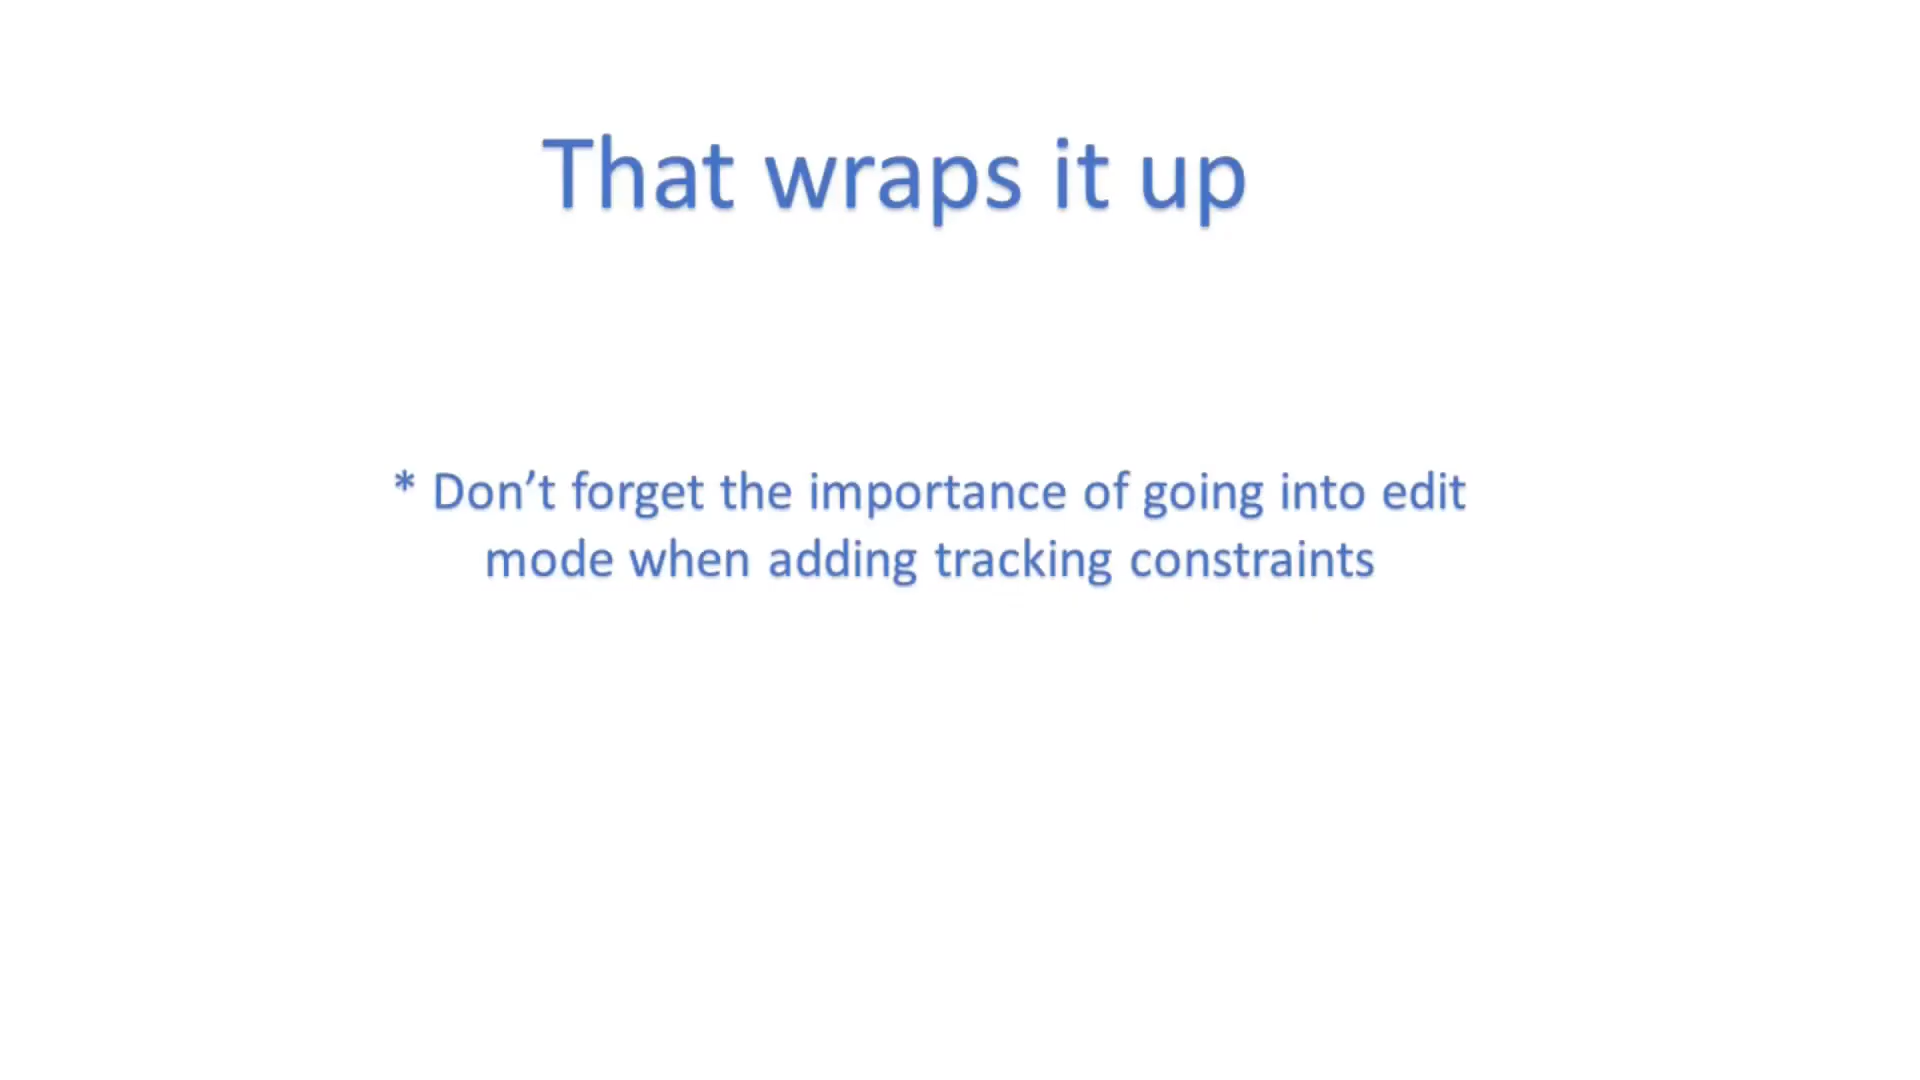 That wraps it up
* Don’t forget the importance of going into edit
mode when adding tracking constraints